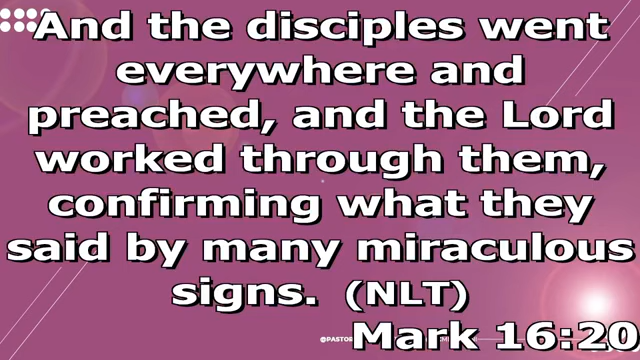 And the disciples went
everywhere and
preached, and the Lord
worked through them,
confirming what they
said by many miraculous
signs. (NLT)
Mark 16:20